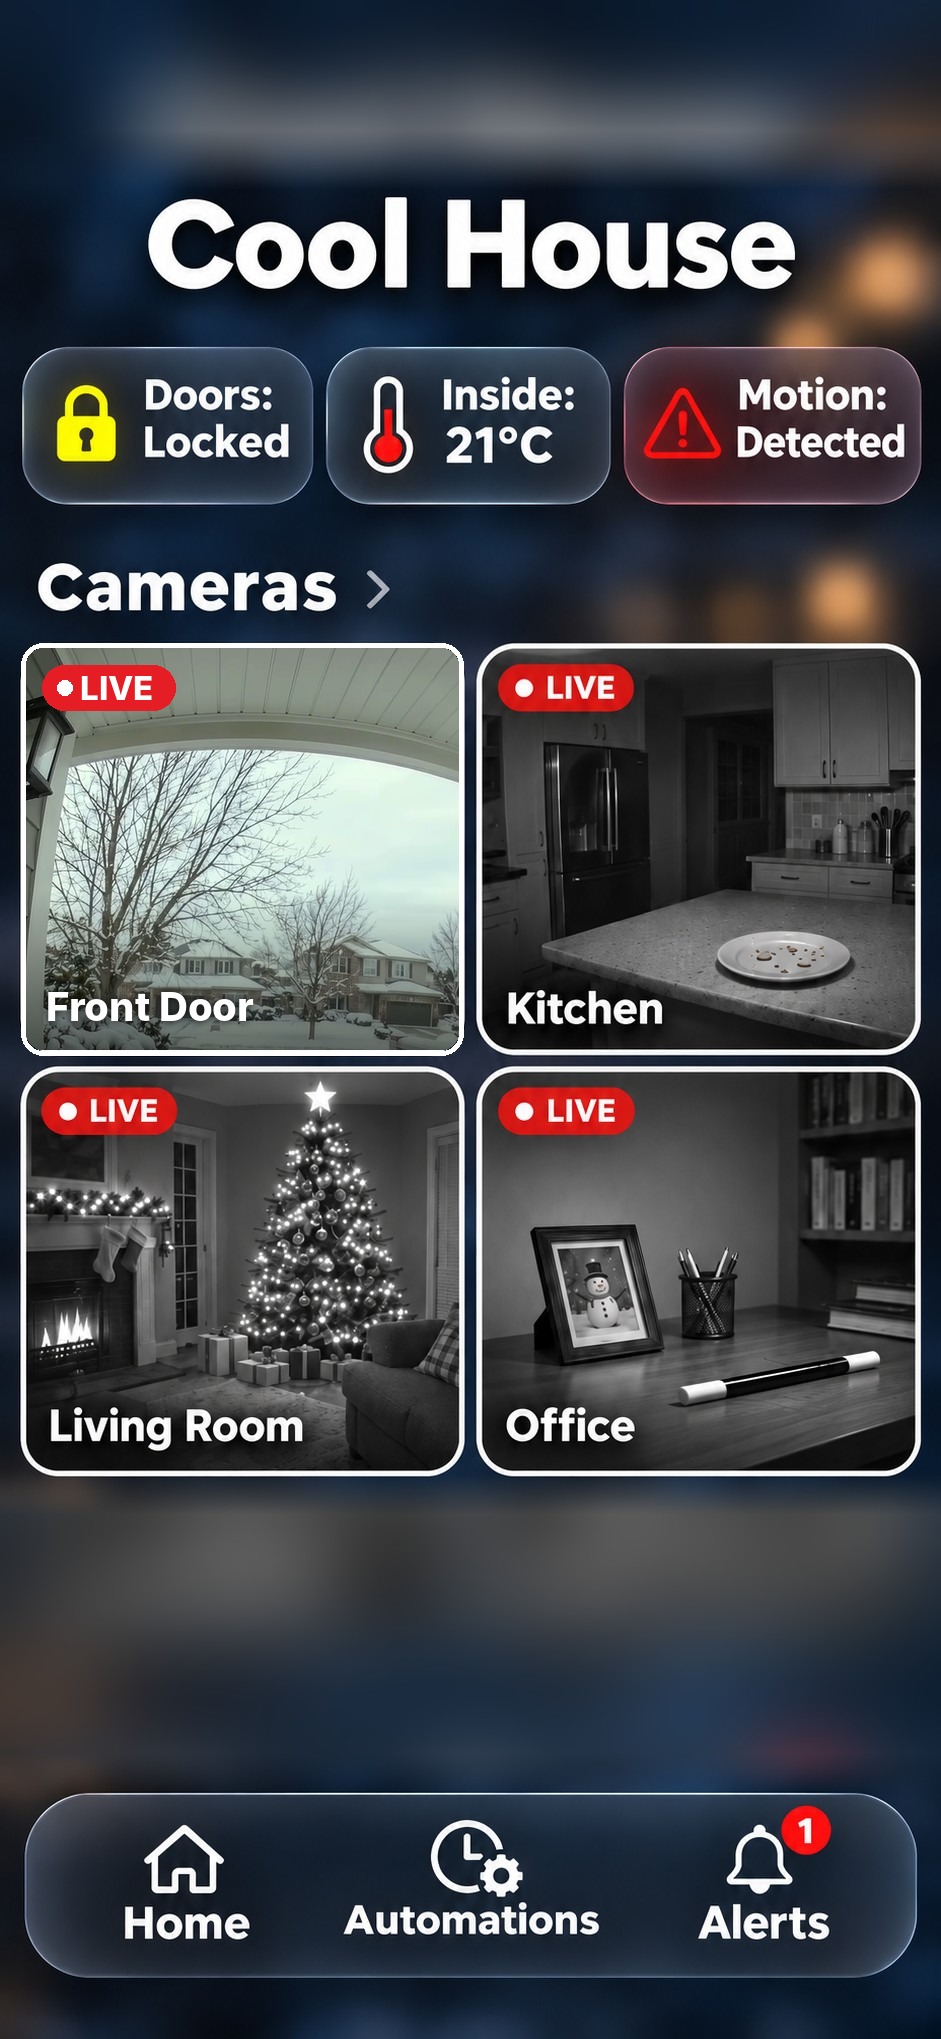 Cool House
Doors:
Locked
Inside:
21°C
Motion:
Detected
Cameras
LIVE
Front Door
LIVE
Kitchen
LIVE
Living Room
LIVE
Office
Home
Automations
1
Alerts